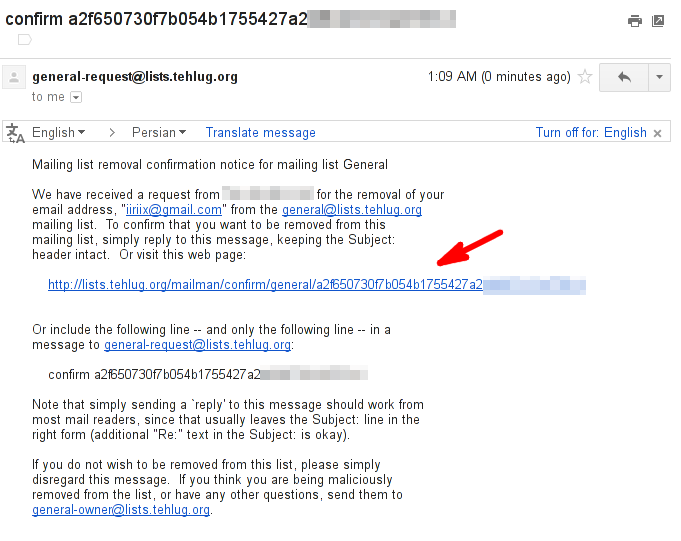 confirm a2f650730f7b054b1755427a2
general-request@lists.tehlug.org
1:09 AM (0 minutes ago)
to me
English
Persian
Translate message
Turn off for: English
Mailing list removal confirmation notice for mailing list General
We have received a request from for the removal of your
email address, "iiriix@gmail.com" from the general@lists.tehlug.org
mailing list. To confirm that you want to be removed from this
mailing list, simply reply to this message, keeping the Subject:
header intact. Or visit this web page:
http://lists.tehlug.org/mailman/confirm/general/a2f650730f7b054b1755427a2
Or include the following line -- and only the following line -- in a
message to general-request@lists.tehlug.org:
confirm a2f650730f7b054b1755427a2
Note that simply sending a `reply' to this message should work from
most mail readers, since that usually leaves the Subject: line in the
right form (additional "Re:" text in the Subject: is okay).
If you do not wish to be removed from this list, please simply
disregard this message. If you think you are being maliciously
removed from the list, or have any other questions, send them to
general-owner@lists.tehlug.org.